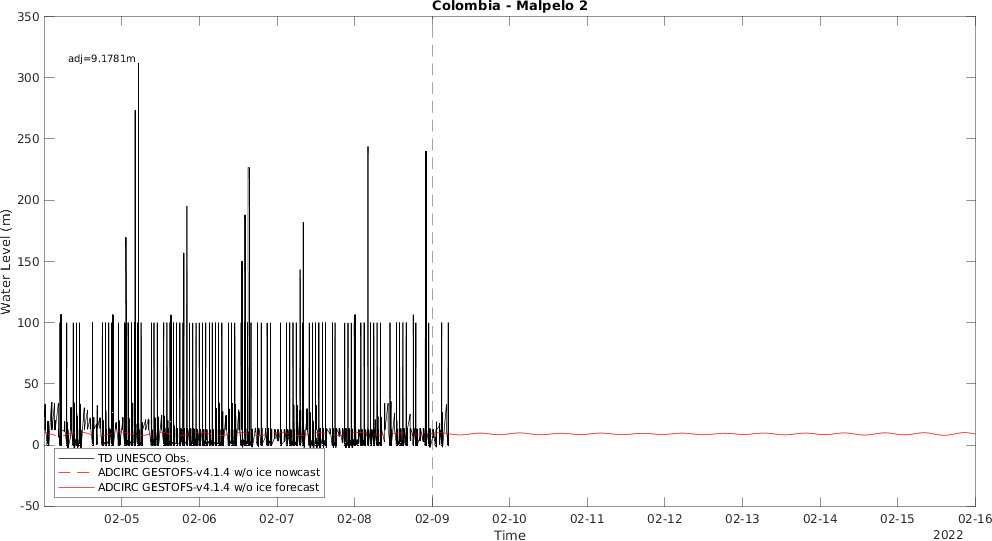 Colombia - Malpelo 2
350
300
250
200
150
100
50
0
-50
Water Level (m)
adj=9.1781m
TD UNESCO Obs.
ADCIRC GESTOFS-v4.1.4 w/o ice nowcast
ADCIRC GESTOFS-v4.1.4 w/o ice forecast
02-05 02-06 02-07 02-08 02-09 02-10 02-11 02-12 02-13 02-14 02-15 02-16
Time
2022